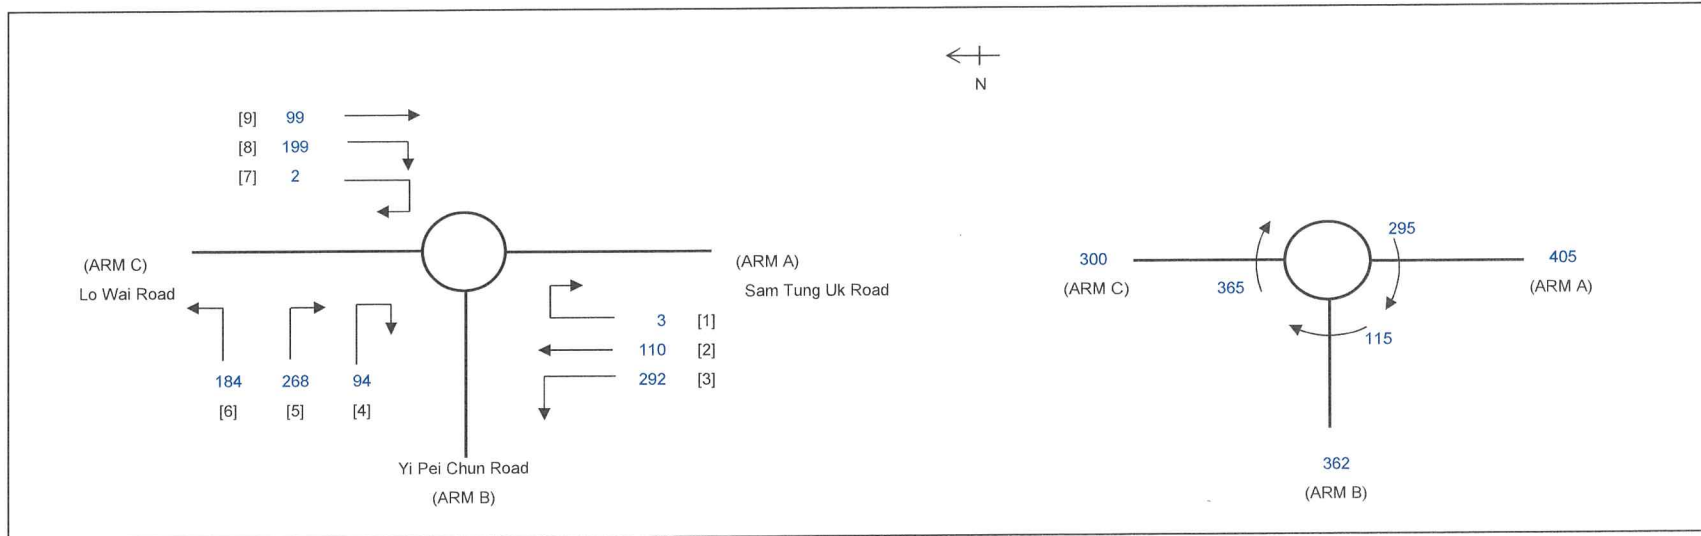 N
[9] 99
[8] 199
[7] 2
(ARM C)
Lo Wai Road
(ARM A)
Sam Tung Uk Road
3 [1]
110 [2]
292 [3]
184 268 94
[6] [5] [4]
Yi Pei Chun Road
(ARM B)
295
300
(ARM C)
365
405
(ARM A)
115
362
(ARM B)